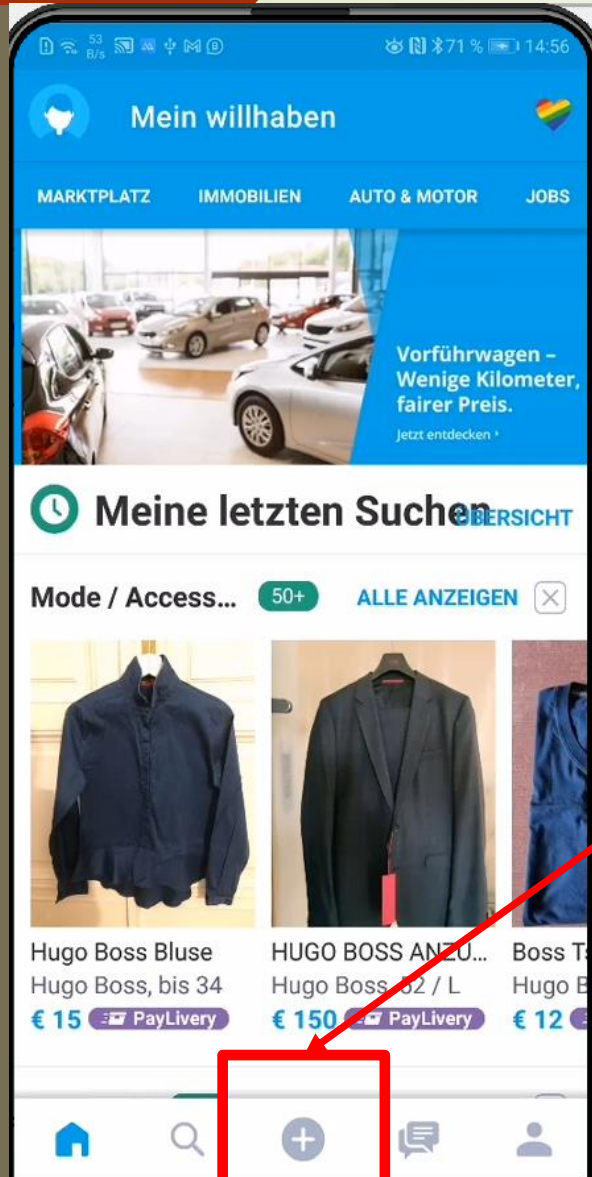 53
B/s
71 %
14:56
Mein willhaben
MARKTPLATZ IMMOBILIEN AUTO & MOTOR JOBS
Vorführwagen –
Wenige Kilometer,
fairer Preis.
Jetzt entdecken ›
Meine letzten Suchen
ÜBERSICHT
Mode / Access... 50+ ALLE ANZEIGEN
Hugo Boss Bluse
Hugo Boss, bis 34
€ 15 PayLivery
HUGO BOSS ANZU...
Hugo Boss, 52 / L
€ 150 PayLivery
Boss T
Hugo B
€ 12